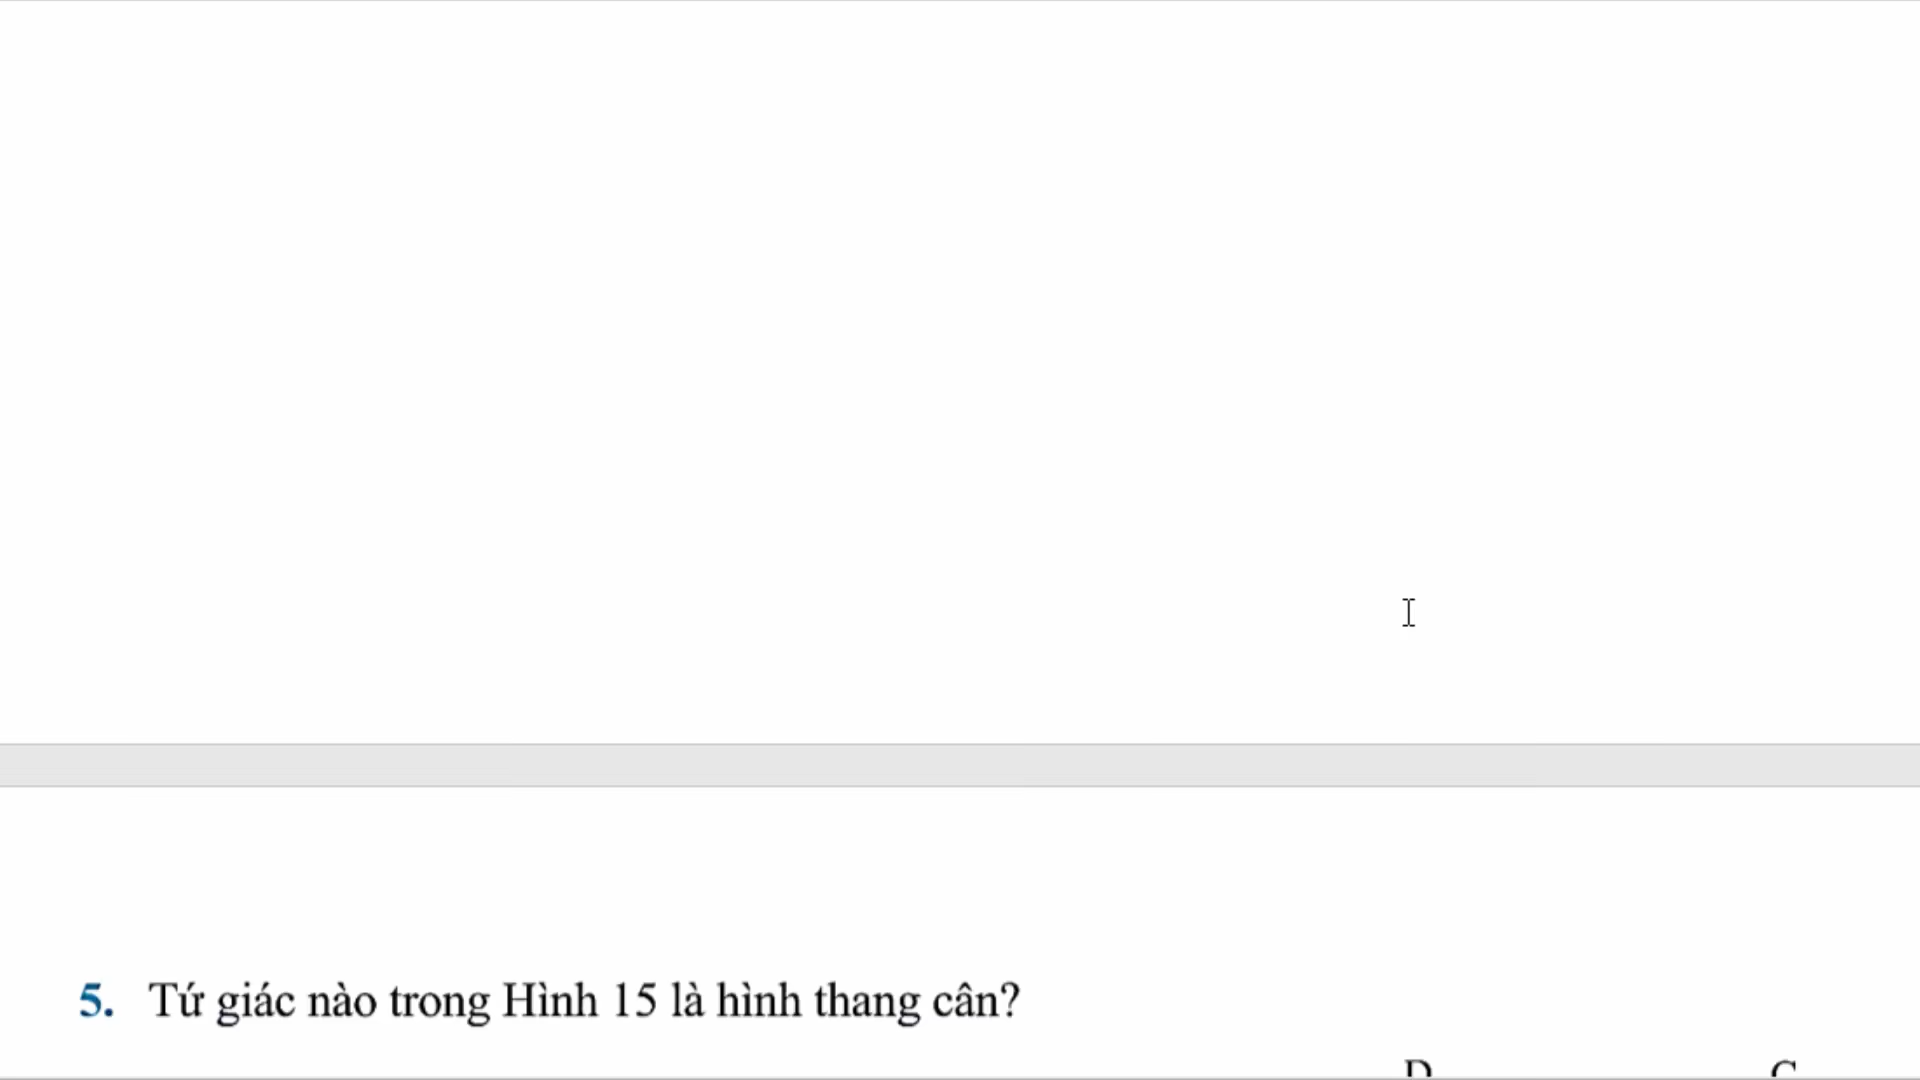 5. Tứ giác nào trong Hình 15 là hình thang cân?